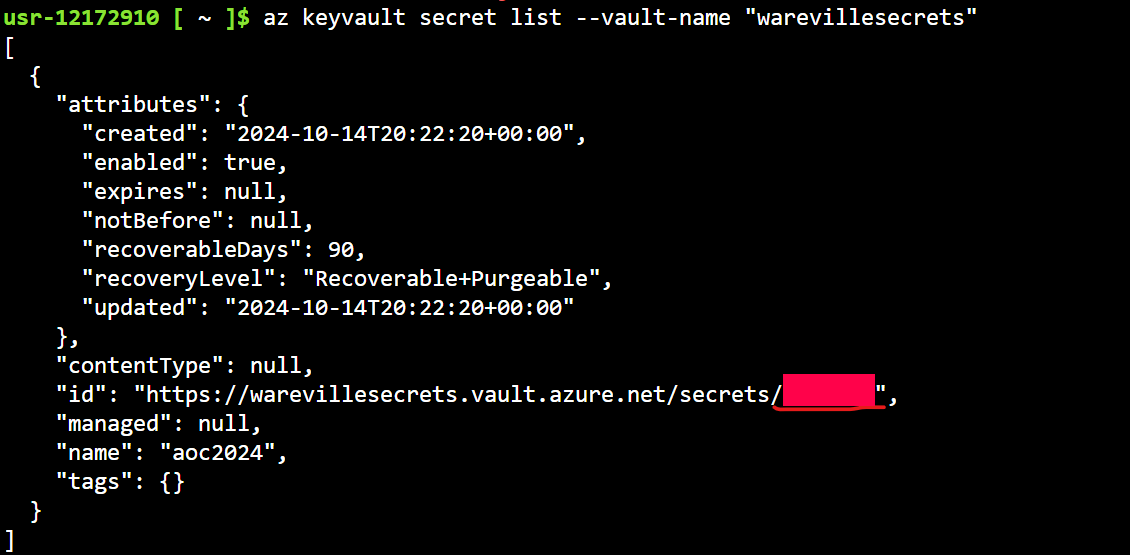 usr-12172910 [ ~ ]$ az keyvault secret list --vault-name "warevillesecrets"
[
  {
    "attributes": {
      "created": "2024-10-14T20:22:20+00:00",
      "enabled": true,
      "expires": null,
      "notBefore": null,
      "recoverableDays": 90,
      "recoveryLevel": "Recoverable+Purgeable",
      "updated": "2024-10-14T20:22:20+00:00"
    },
    "contentType": null,
    "id": "https://warevillesecrets.vault.azure.net/secrets/",
    "managed": null,
    "name": "aoc2024",
    "tags": {}
  }
]